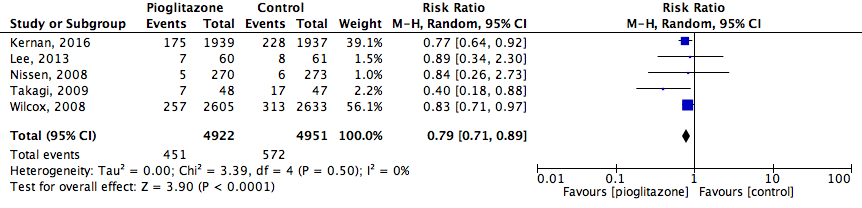 Pioglitazone Control Risk Ratio Risk Ratio
Study or Subgroup Events Total Events Total Weight M-H, Random, 95% CI M-H, Random, 95% CI
Kernan, 2016 175 1939 228 1937 39.1% 0.77 [0.64, 0.92]
Lee, 2013 7 60 8 61 1.5% 0.89 [0.34, 2.30]
Nissen, 2008 5 270 6 273 1.0% 0.84 [0.26, 2.73]
Takagi, 2009 7 48 17 47 2.2% 0.40 [0.18, 0.88]
Wilcox, 2008 257 2605 313 2633 56.1% 0.83 [0.71, 0.97]
Total (95% CI) 4922 4951 100.0% 0.79 [0.71, 0.89]
Total events 451 572
Heterogeneity: Tau² = 0.00; Chi² = 3.39, df = 4 (P = 0.50); I² = 0%
Test for overall effect: Z = 3.90 (P < 0.0001)
0.01 0.1 1 10 100
Favours [pioglitazone] Favours [control]